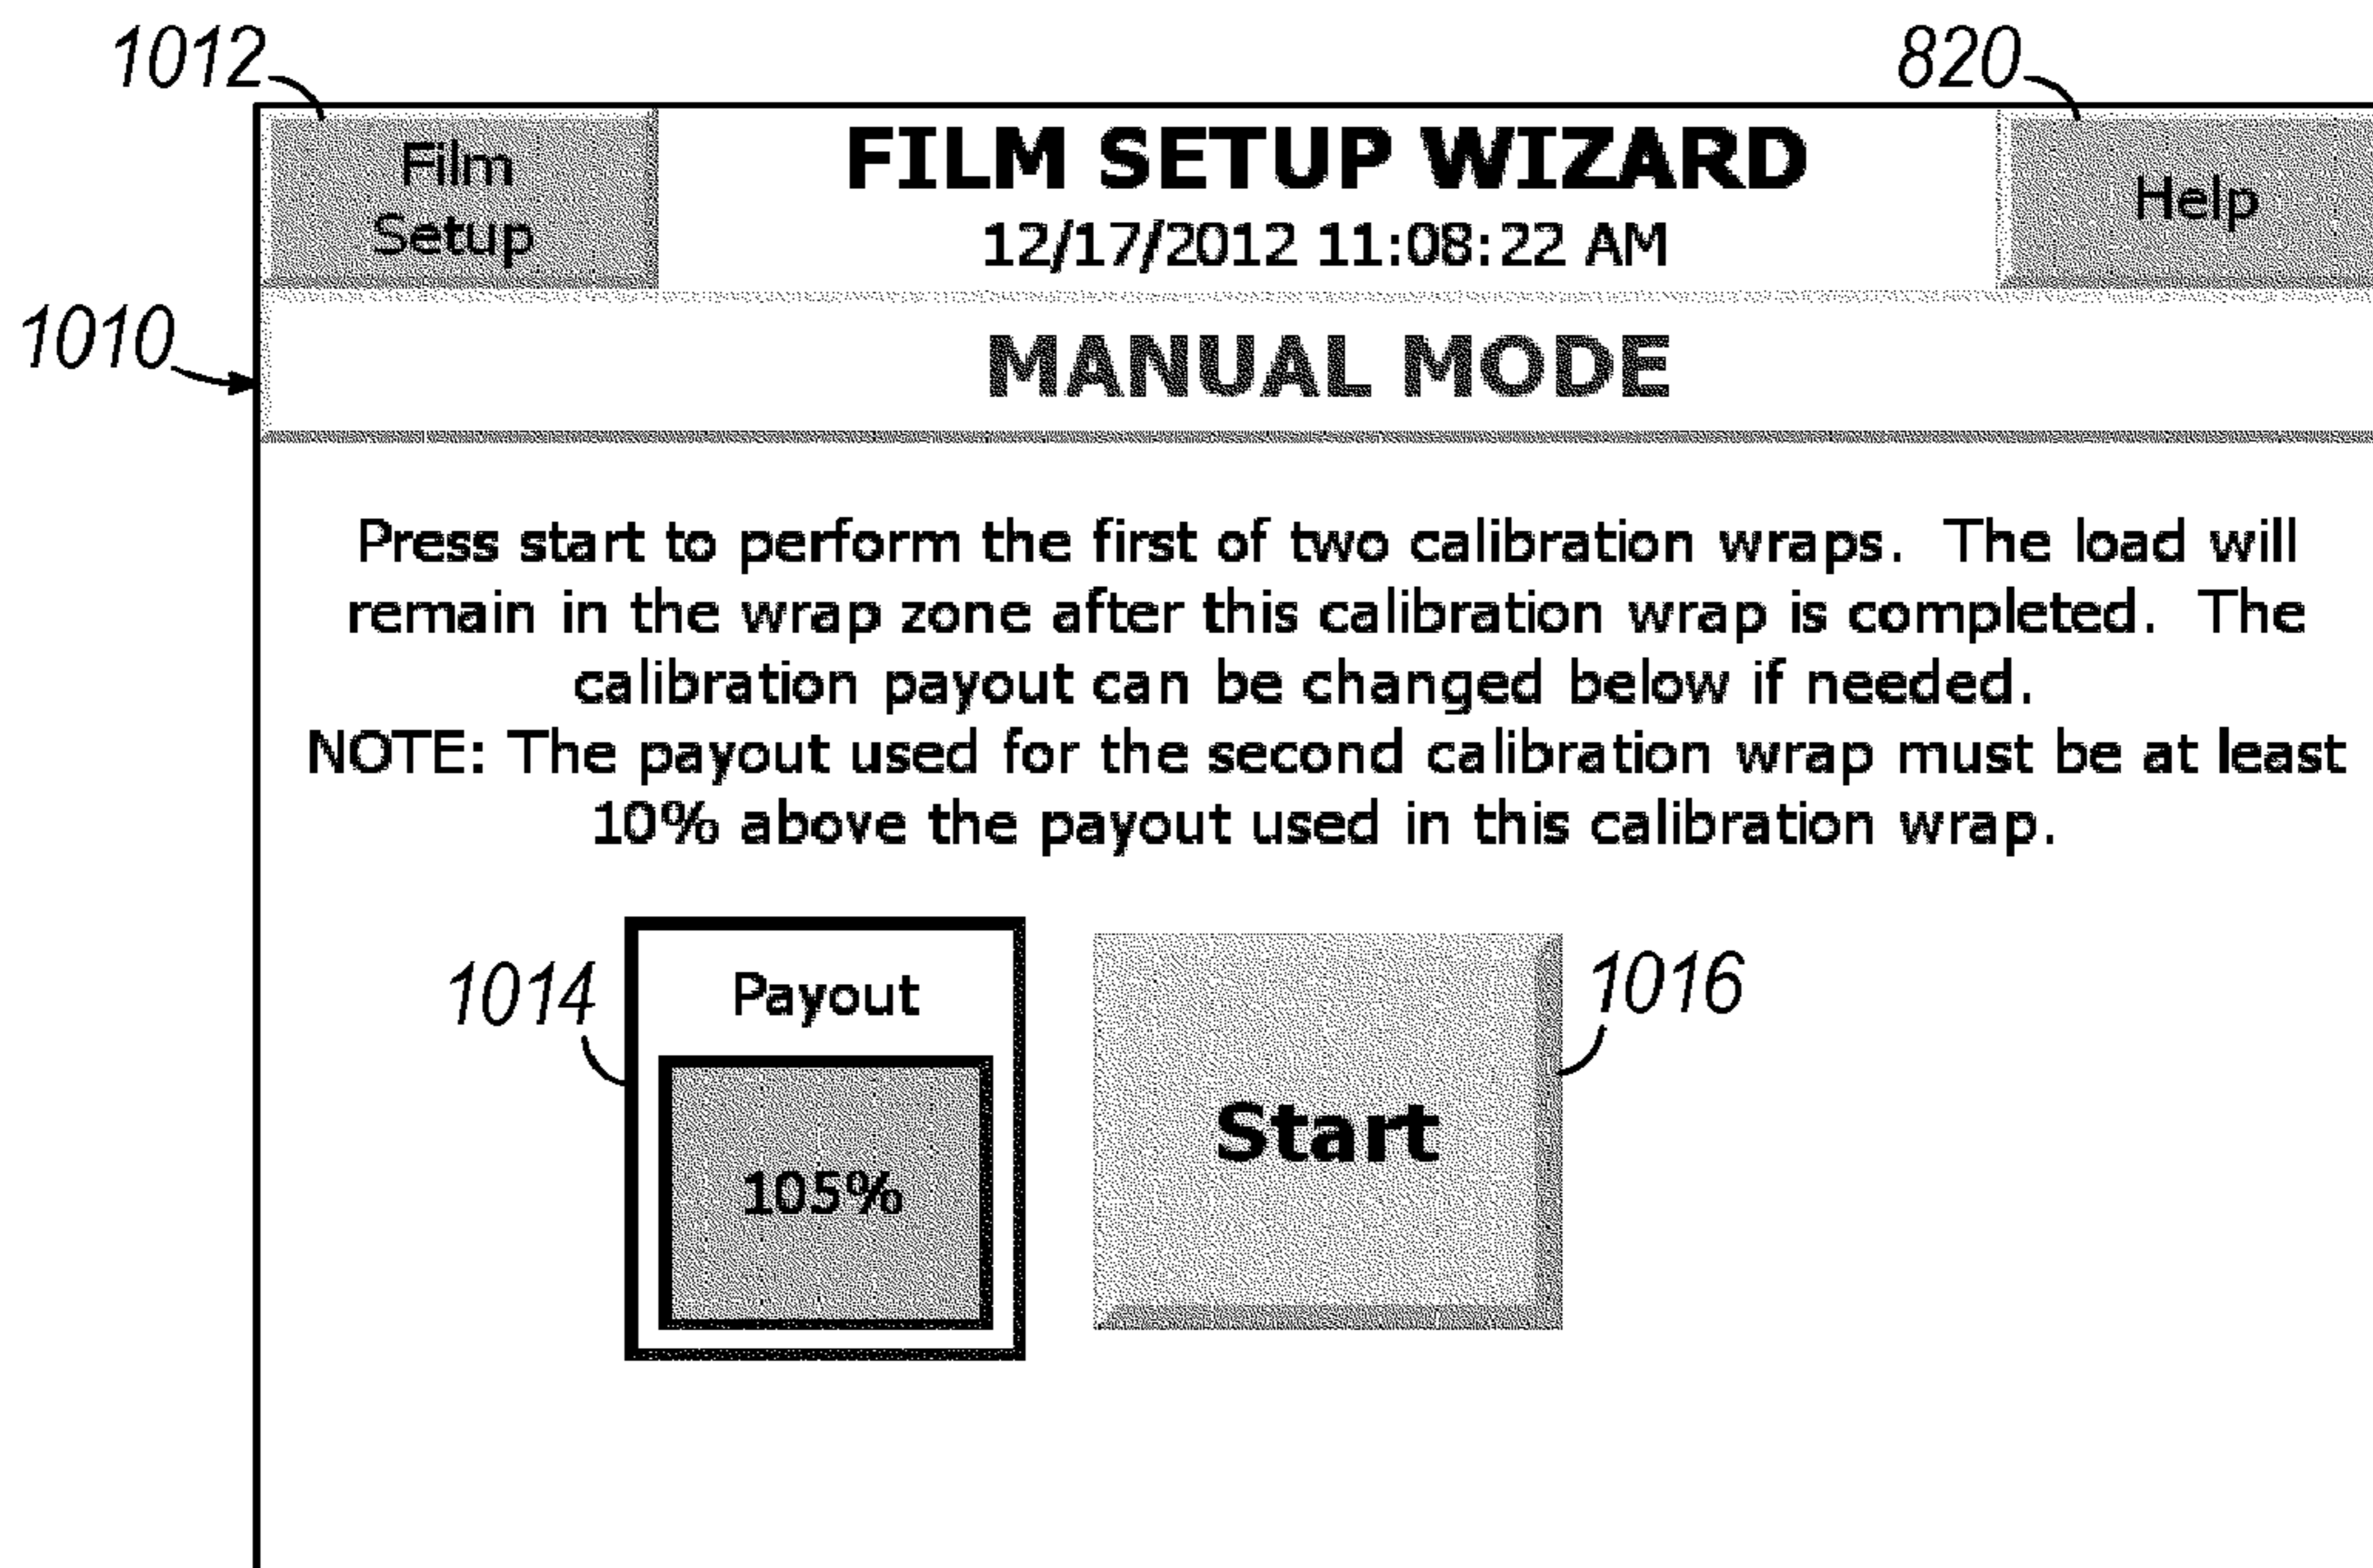 1012
820
Film
Setup
FILM SETUP WIZARD
12/17/2012 11:08:22 AM
Help
1010
MANUAL MODE
Press start to perform the first of two calibration wraps.  The load will
remain in the wrap zone after this calibration wrap is completed.  The
calibration payout can be changed below if needed.
NOTE: The payout used for the second calibration wrap must be at least
10% above the payout used in this calibration wrap.
1014
Payout
105%
Start
1016